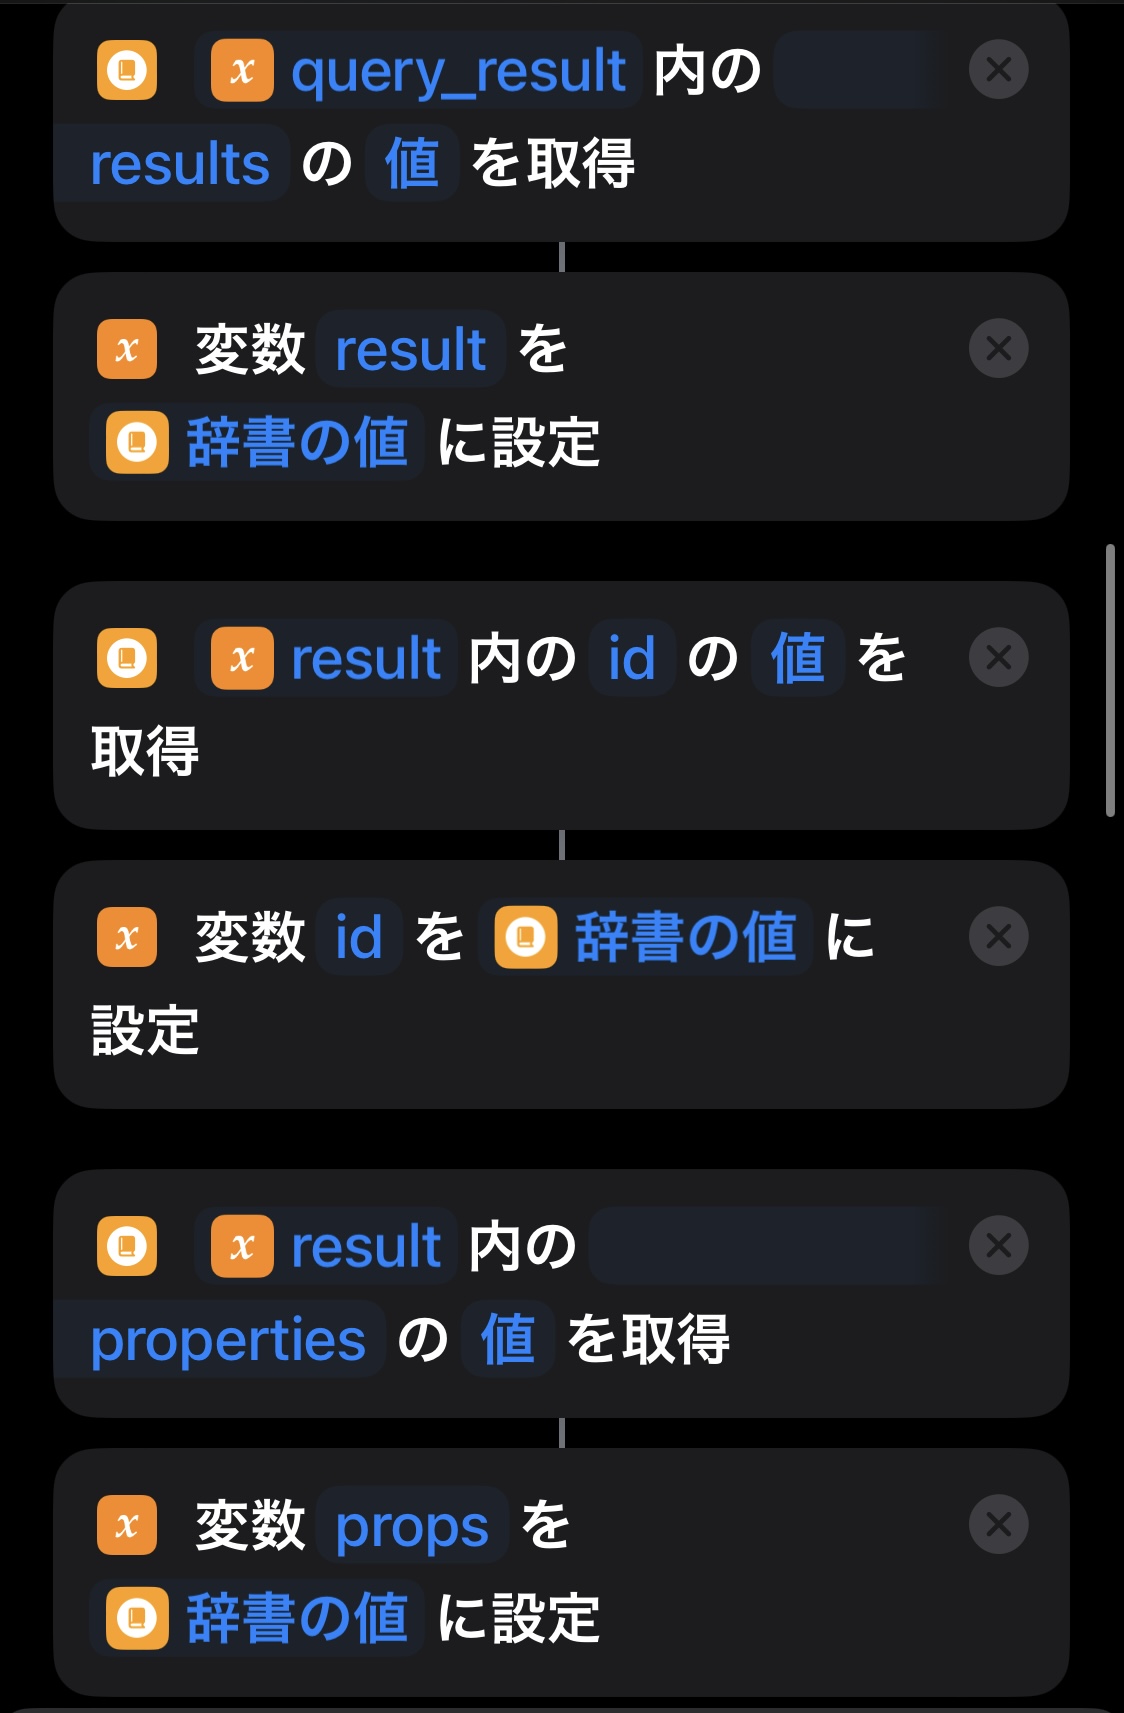 x query_result 内の
results の 値 を取得
x 変数 result を
辞書の値 に設定
x result 内の id の 値 を
取得
x 変数 id を 辞書の値 に
設定
x result 内の
properties の 値 を取得
x 変数 props を
辞書の値 に設定